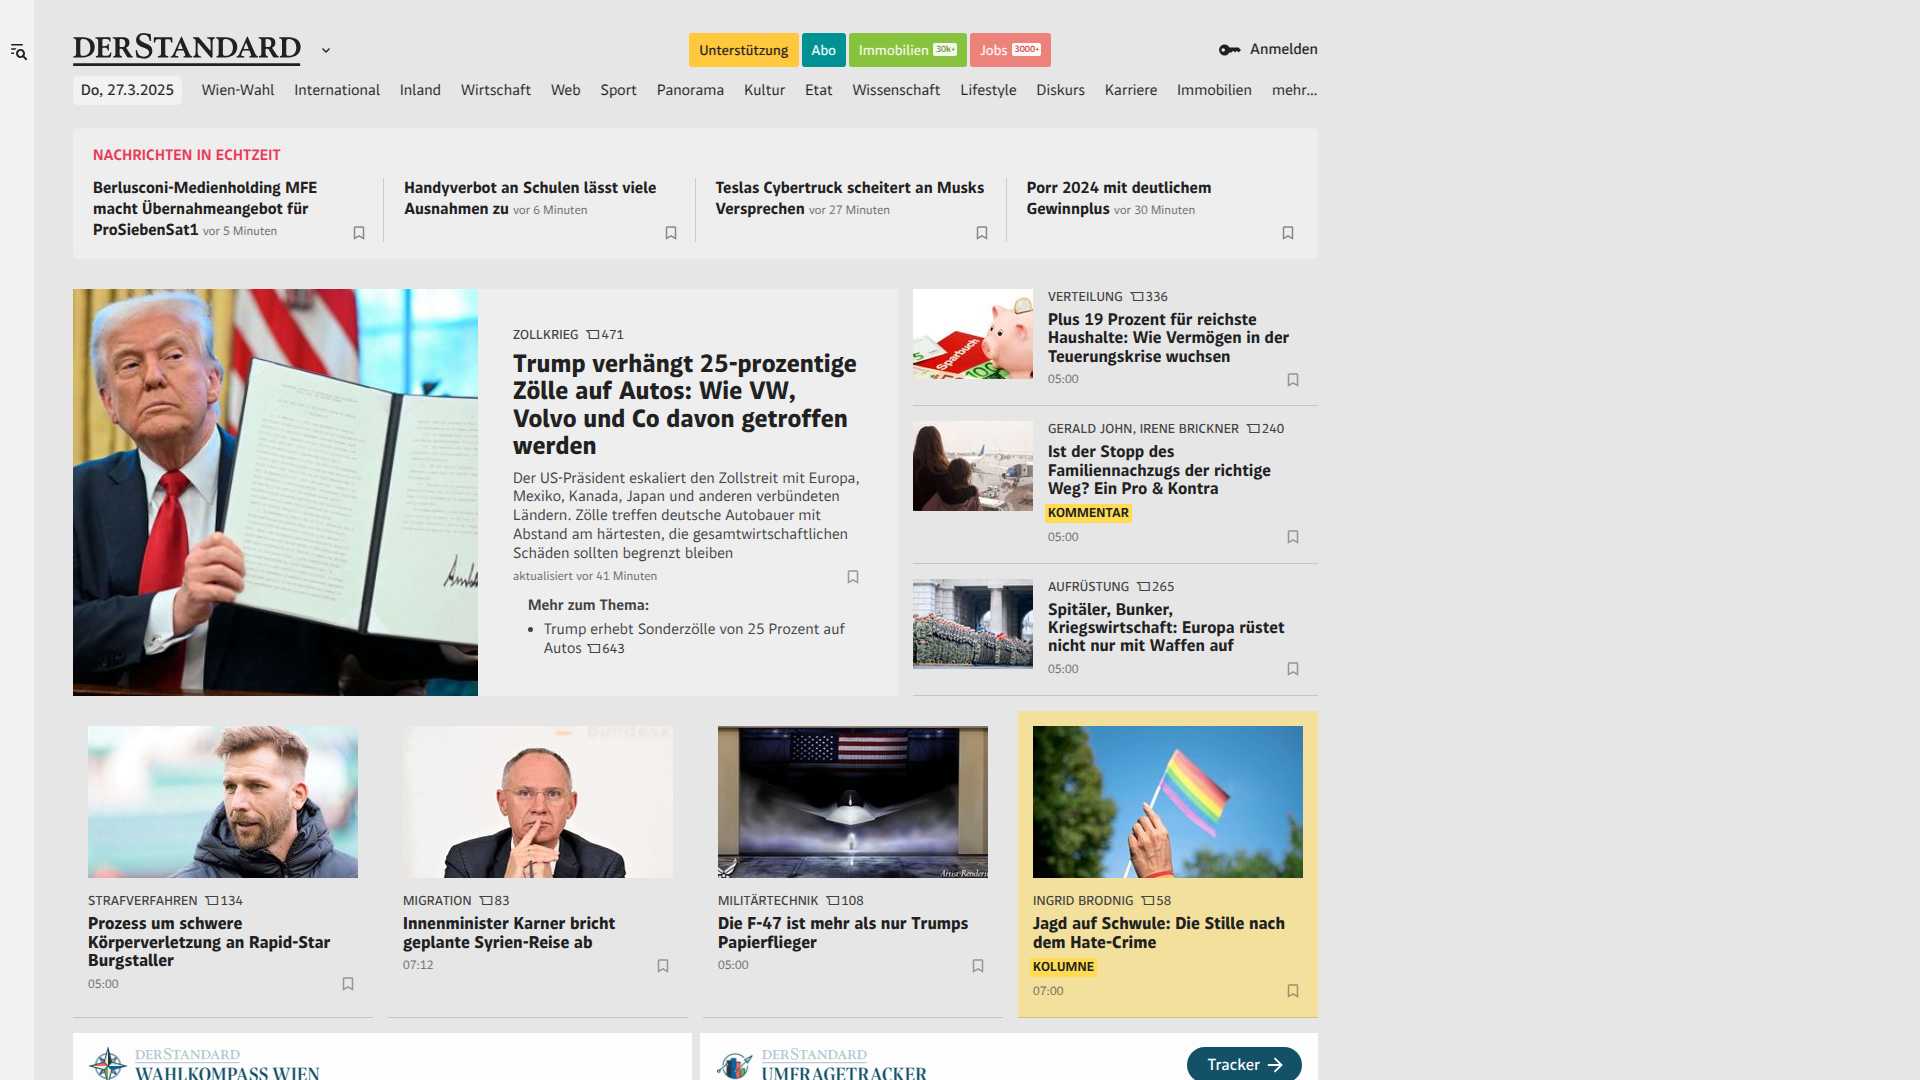 DERSTANDARD
Unterstützung
Abo
Immobilien 30k+
Jobs 3000+
Anmelden
Do, 27.3.2025
Wien-Wahl
International
Inland
Wirtschaft
Web
Sport
Panorama
Kultur
Etat
Wissenschaft
Lifestyle
Diskurs
Karriere
Immobilien
mehr...
NACHRICHTEN IN ECHTZEIT
Berlusconi-Medienholding MFE
macht Übernahmeangebot für
ProSiebenSat1 vor 5 Minuten
Handyverbot an Schulen lässt viele
Ausnahmen zu vor 6 Minuten
Teslas Cybertruck scheitert an Musks
Versprechen vor 27 Minuten
Porr 2024 mit deutlichem
Gewinnplus vor 30 Minuten
ZOLLKRIEG 471
Trump verhängt 25-prozentige
Zölle auf Autos: Wie VW,
Volvo und Co davon getroffen
werden
Der US-Präsident eskaliert den Zollstreit mit Europa,
Mexiko, Kanada, Japan und anderen verbündeten
Ländern. Zölle treffen deutsche Autobauer mit
Abstand am härtesten, die gesamtwirtschaftlichen
Schäden sollten begrenzt bleiben
aktualisiert vor 41 Minuten
Mehr zum Thema:
• Trump erhebt Sonderzölle von 25 Prozent auf
Autos 643
Sparbuch
100
VERTEILUNG 336
Plus 19 Prozent für reichste
Haushalte: Wie Vermögen in der
Teuerungskrise wuchsen
05:00
GERALD JOHN, IRENE BRICKNER 240
Ist der Stopp des
Familiennachzugs der richtige
Weg? Ein Pro & Kontra
KOMMENTAR
05:00
AUFRÜSTUNG 265
Spitäler, Bunker,
Kriegswirtschaft: Europa rüstet
nicht nur mit Waffen auf
05:00
STRAFVERFAHREN 134
Prozess um schwere
Körperverletzung an Rapid-Star
Burgstaller
05:00
MIGRATION 83
Innenminister Karner bricht
geplante Syrien-Reise ab
07:12
Artist Renderin
MILITÄRTECHNIK 108
Die F-47 ist mehr als nur Trumps
Papierflieger
05:00
INGRID BRODNIG 58
Jagd auf Schwule: Die Stille nach
dem Hate-Crime
KOLUMNE
07:00
DERSTANDARD
WAHLKOMPASS WIEN
DERSTANDARD
UMFRAGETRACKER
Tracker →